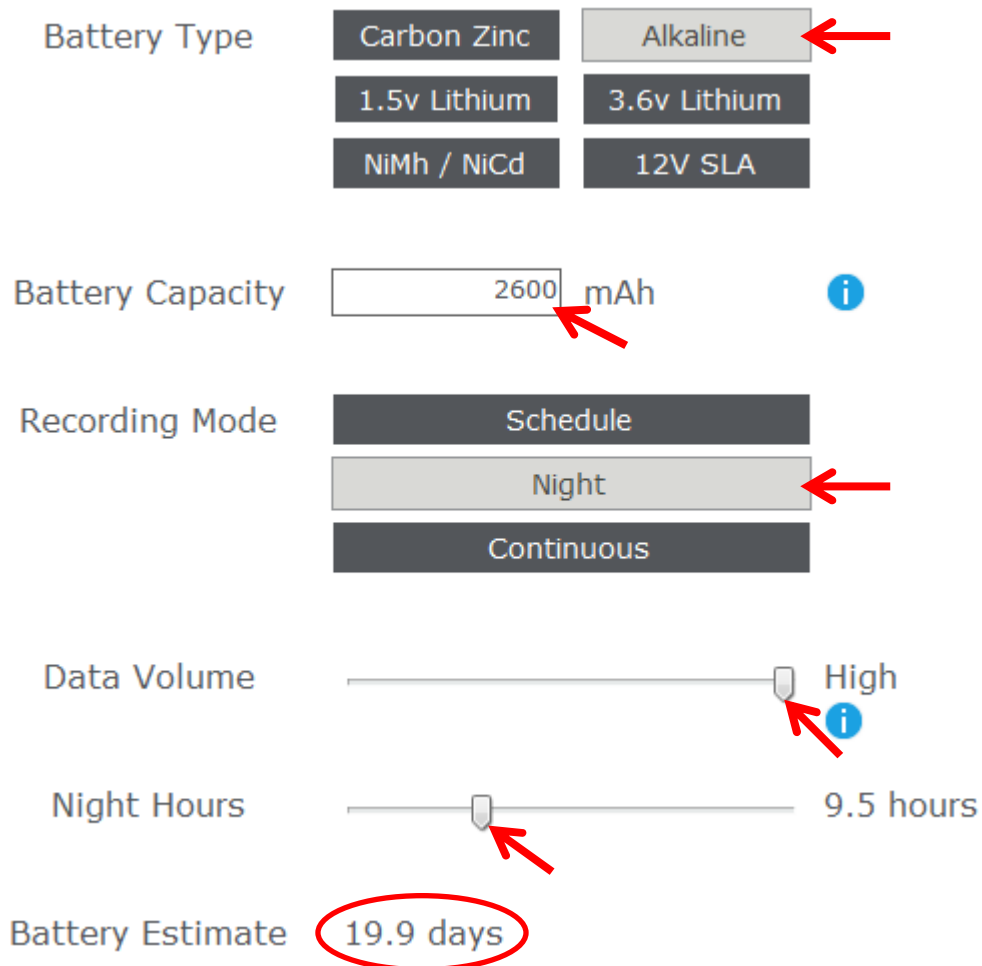 Battery Type Carbon Zinc Alkaline
1.5v Lithium 3.6v Lithium
NiMh / NiCd 12V SLA
Battery Capacity 2600 mAh i
Recording Mode Schedule
Night
Continuous
Data Volume High
i
Night Hours 9.5 hours
Battery Estimate 19.9 days